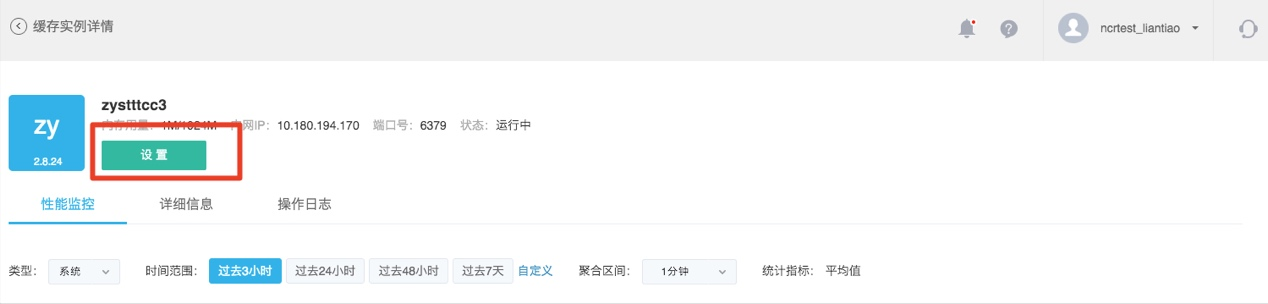 缓存实例详情
ncrtest_liantiao
zystttcc3
zy
2.8.24
内存用量： 1M/1024M 内网IP： 10.180.194.170 端口号： 6379 状态： 运行中
设 置
性能监控 详细信息 操作日志
类型： 系统 时间范围： 过去3小时 过去24小时 过去48小时 过去7天 自定义 聚合区间： 1分钟 统计指标： 平均值